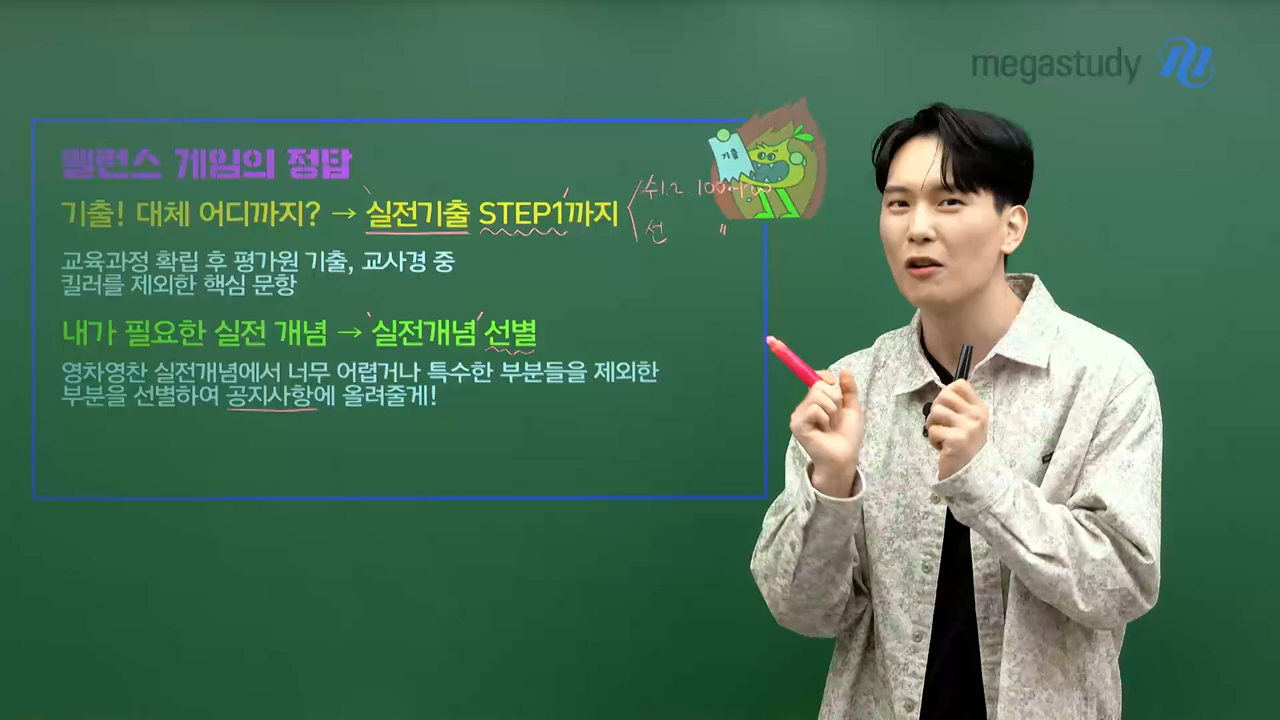 megastudy
밸런스 게임의 정답
기출
기출! 대체 어디까지? → 실전기출 STEP1까지
수1.2 100
선 "
교육과정 확립 후 평가원 기출, 교사경 중
킬러를 제외한 핵심 문항
내가 필요한 실전 개념 → 실전개념 선별
영차영찬 실전개념에서 너무 어렵거나 특수한 부분들을 제외한
부분을 선별하여 공지사항에 올려줄게!